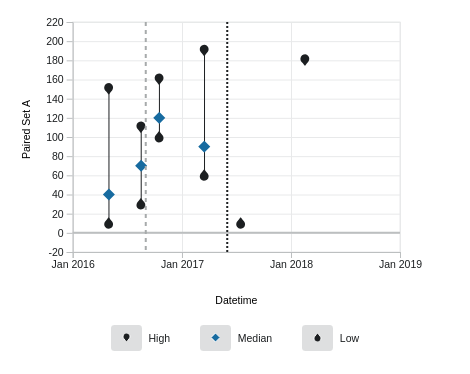 220
200
180
160
140
120
100
80
60
40
20
0
-20
Paired Set A
Jan 2016
Jan 2017
Jan 2018
Jan 2019
Datetime
High
Median
Low